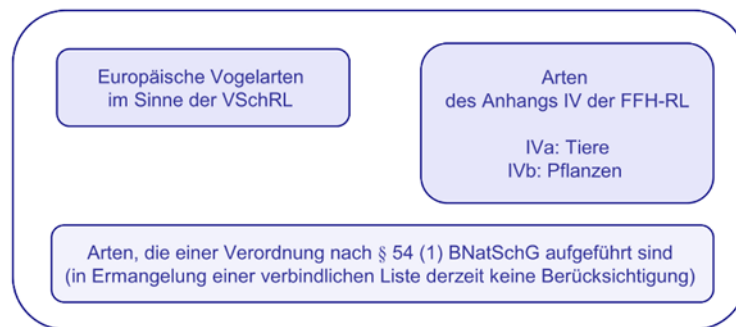 Europäische Vogelarten
im Sinne der VSchRL
Arten
des Anhangs IV der FFH-RL
IVa: Tiere
IVb: Pflanzen
Arten, die einer Verordnung nach § 54 (1) BNatSchG aufgeführt sind
(in Ermangelung einer verbindlichen Liste derzeit keine Berücksichtigung)